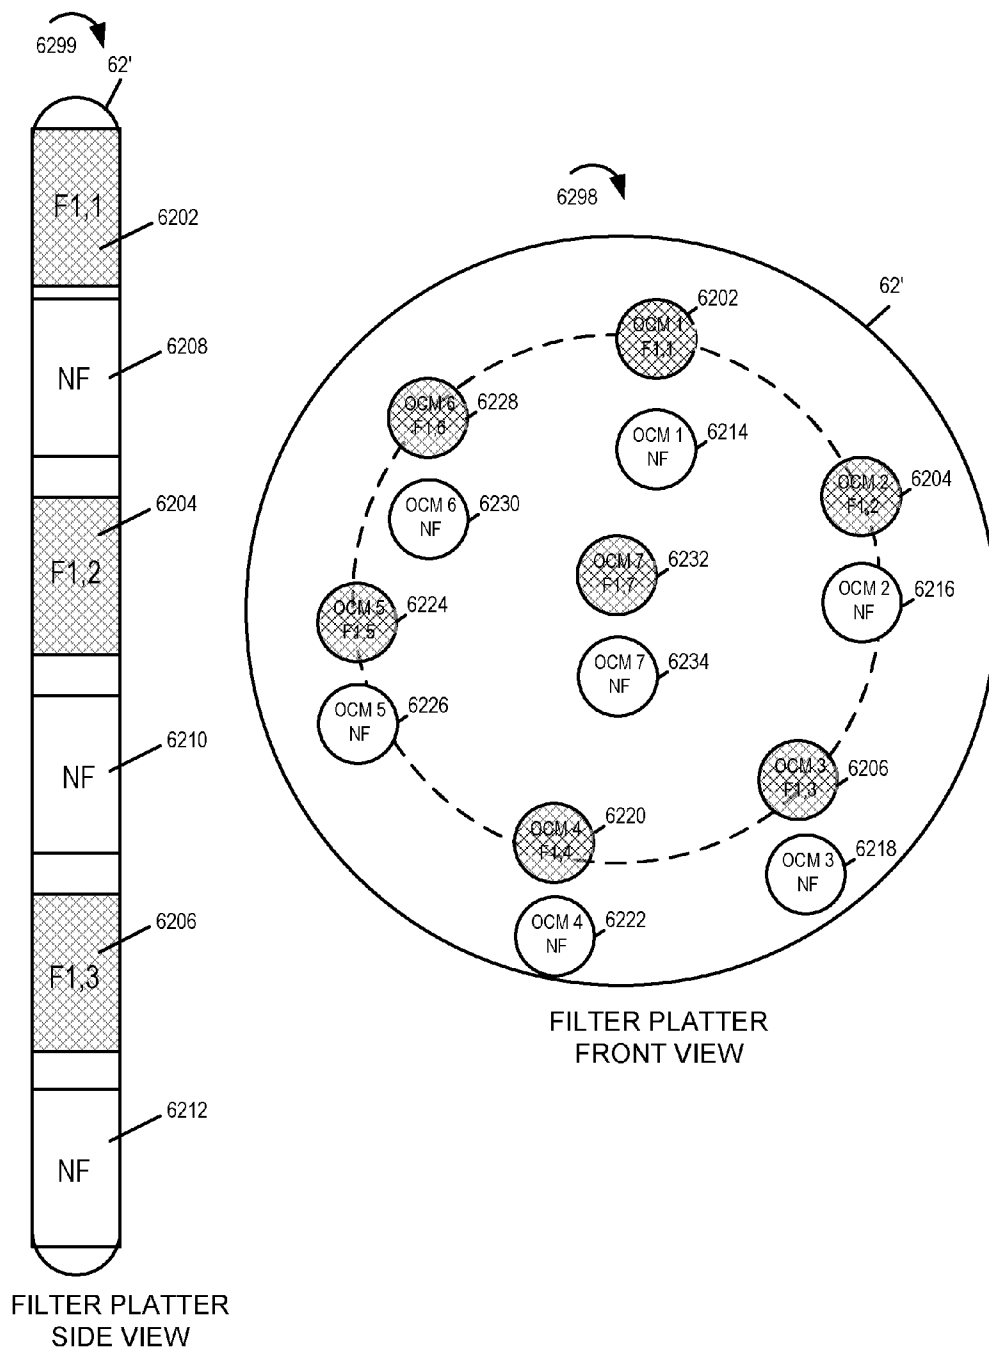 6299
62'
F1,1
6202
6208
NF
6204
F1,2
6210
NF
6206
F1,3
6212
NF
FILTER PLATTER
SIDE VIEW
6298
62'
6202
OCM 1
F1,1
6228
OCM 6
F1,6
OCM 1
NF
6214
OCM 2
F1,2
6204
OCM 6
NF
6230
OCM 7
F1,7
6232
OCM 2
NF
6216
OCM 5
F1,5
6224
OCM 7
NF
6234
OCM 5
NF
6226
OCM 3
F1,3
6206
OCM 4
F1,4
6220
OCM 3
NF
6218
OCM 4
NF
6222
FILTER PLATTER
FRONT VIEW